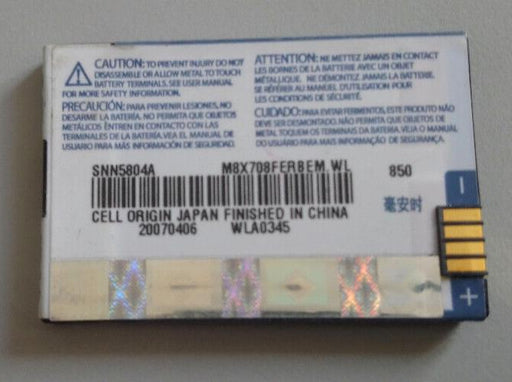 CAUTION: TO PREVENT INJURY DO NOT
DISASSEMBLE OR ALLOW METAL TO TOUCH
BATTERY TERMINALS. SEE USER MANUAL
FOR MORE SAFETY INFORMATION.
PRECAUCIÓN: PARA PREVENIR LESIONES, NO
DESARME LA BATERÍA. NO PERMITA QUE OBJETOS
METÁLICOS ENTREN EN CONTACTO CON LAS
TERMINALES DE LA BATERÍA. VEA EL MANUAL DE
USUARIO PARA MÁS INFORMACIÓN DE SEGURIDAD.
ATTENTION: NE METTEZ JAMAIS EN CONTACT
LES BORNES DE LA BATTERIE AVEC UN OBJET
MÉTALLIQUE. NE DÉMONTEZ JAMAIS LA BATTERIE.
SE RÉFÉRER AU MANUEL D'UTILISATION POUR
LES CONSIGNES DE SÉCURITÉ.
CUIDADO: PARA EVITAR FERIMENTOS, ESTE PRODUTO NÃO
DEVE SER DESMONTADO. NÃO PERMITA QUE OBJETOS DE
METAL TOQUEM OS TERMINAIS DA BATERIA. CONSULTE O MANUAL DO
USUÁRIO PARA MAIS INFORMAÇÕES DE SEGURANÇA.
SNN5804A M8X708FER8EM.WL 850
毫安时
CELL ORIGIN JAPAN FINISHED IN CHINA
20070406 WLA0345
–
+